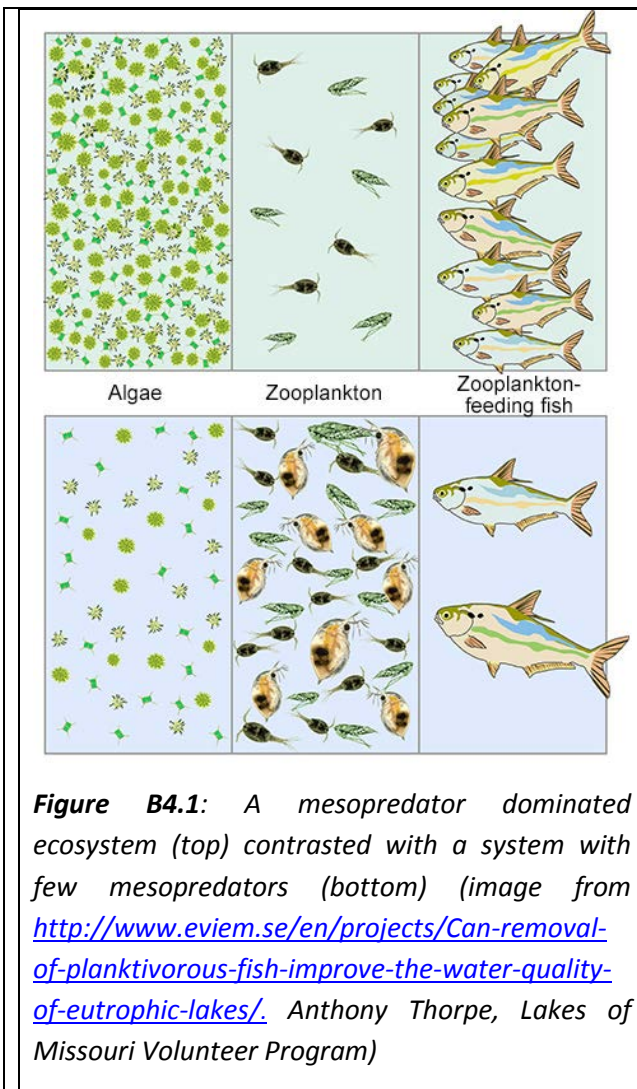 Algae
Zooplankton
Zooplankton-
feeding fish
Figure B4.1: A mesopredator dominated
ecosystem (top) contrasted with a system with
few mesopredators (bottom) (image from
http://www.eviem.se/en/projects/Can-removal-
of-planktivorous-fish-improve-the-water-quality-
of-eutrophic-lakes/. Anthony Thorpe, Lakes of
Missouri Volunteer Program)